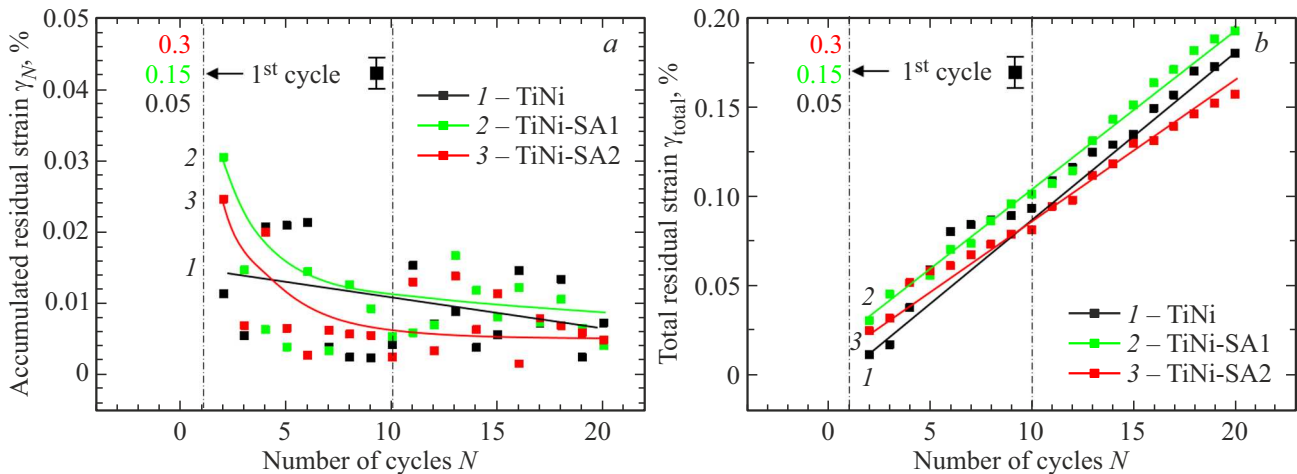 Accumulated residual strain γN, %
0.05
0.04
0.03
0.02
0.01
0
0.3
0.15
0.05
1st cycle
a
1 – TiNi
2 – TiNi-SA1
3 – TiNi-SA2
2
3
1
0
5
10
15
20
Number of cycles N
Total residual strain γtotal, %
0.20
0.15
0.10
0.05
0
0.3
0.15
0.05
1st cycle
b
2
3
1
1 – TiNi
2 – TiNi-SA1
3 – TiNi-SA2
0
5
10
15
20
Number of cycles N